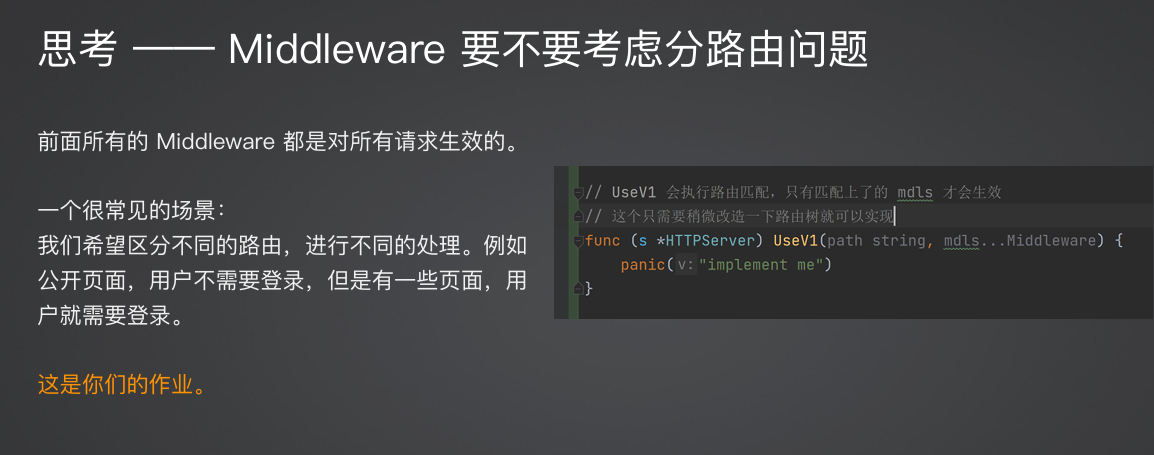 思考 —— Middleware 要不要考虑分路由问题
前面所有的 Middleware 都是对所有请求生效的。
一个很常见的场景：
我们希望区分不同的路由，进行不同的处理。例如
公开页面，用户不需要登录，但是有一些页面，用
户就需要登录。
这是你们的作业。
// UseV1 会执行路由匹配，只有匹配上了的 mdls 才会生效
// 这个只需要稍微改造一下路由树就可以实现
func (s *HTTPServer) UseV1(path string, mdls...Middleware) {
panic(v:"implement me")
}